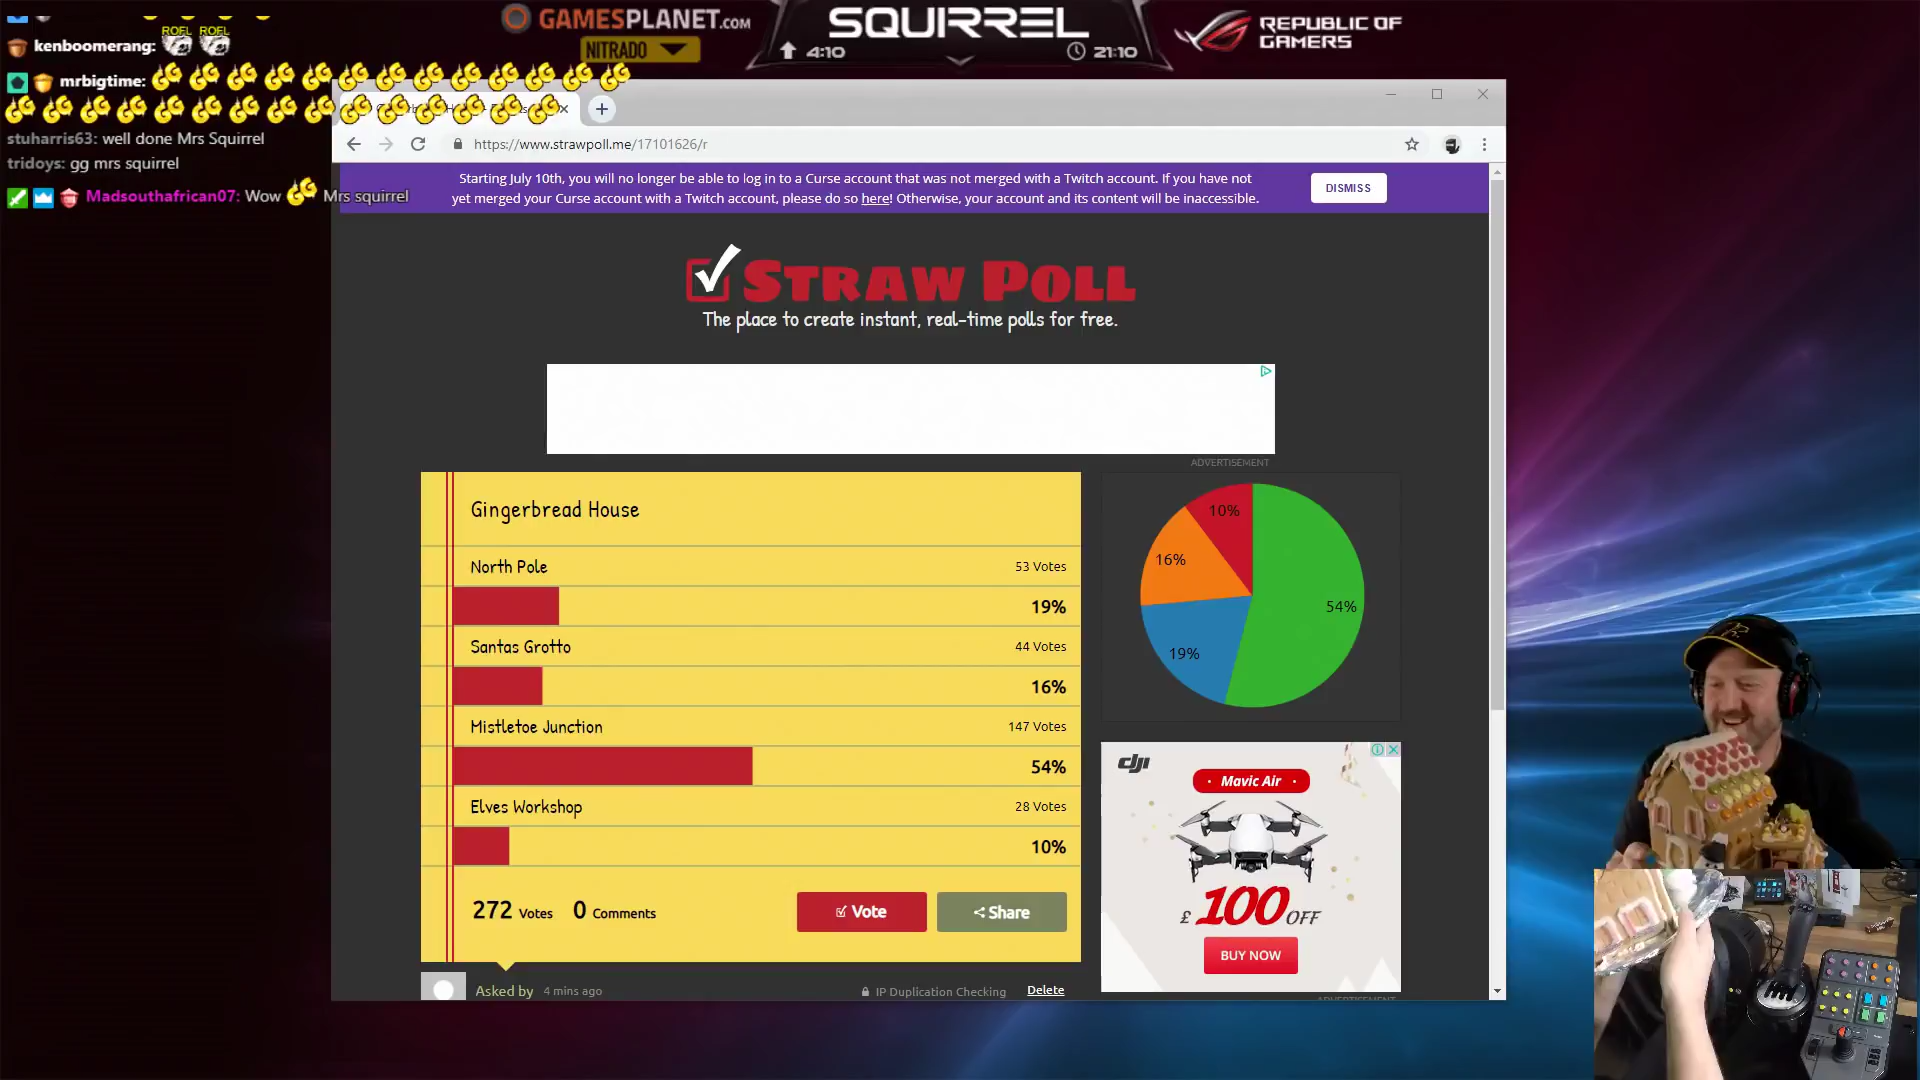 GAMESPLANET.COM
NITRADO
SQUIRREL
4:10
21:10
REPUBLIC OF
GAMERS
kenboomerang: ROFL ROFL
mrbigtime:
stuharris63: well done Mrs Squirrel
tridoys: gg mrs squirrel
Madsouthafrican07: Wow Mrs squirrel
https://www.strawpoll.me/17101626/r
Starting July 10th, you will no longer be able to log in to a Curse account that was not merged with a Twitch account. If you have not
yet merged your Curse account with a Twitch account, please do so here! Otherwise, your account and its content will be inaccessible.
DISMISS
STRAW POLL
The place to create instant, real-time polls for free.
ADVERTISEMENT
Gingerbread House
North Pole 53 Votes
19%
Santas Grotto 44 Votes
16%
Mistletoe Junction 147 Votes
54%
Elves Workshop 28 Votes
10%
272 Votes 0 Comments
Vote
Share
Asked by 4 mins ago
IP Duplication Checking
Delete
10%
16%
54%
19%
dji
Mavic Air
£100 OFF
BUY NOW
ADVERTISEMENT